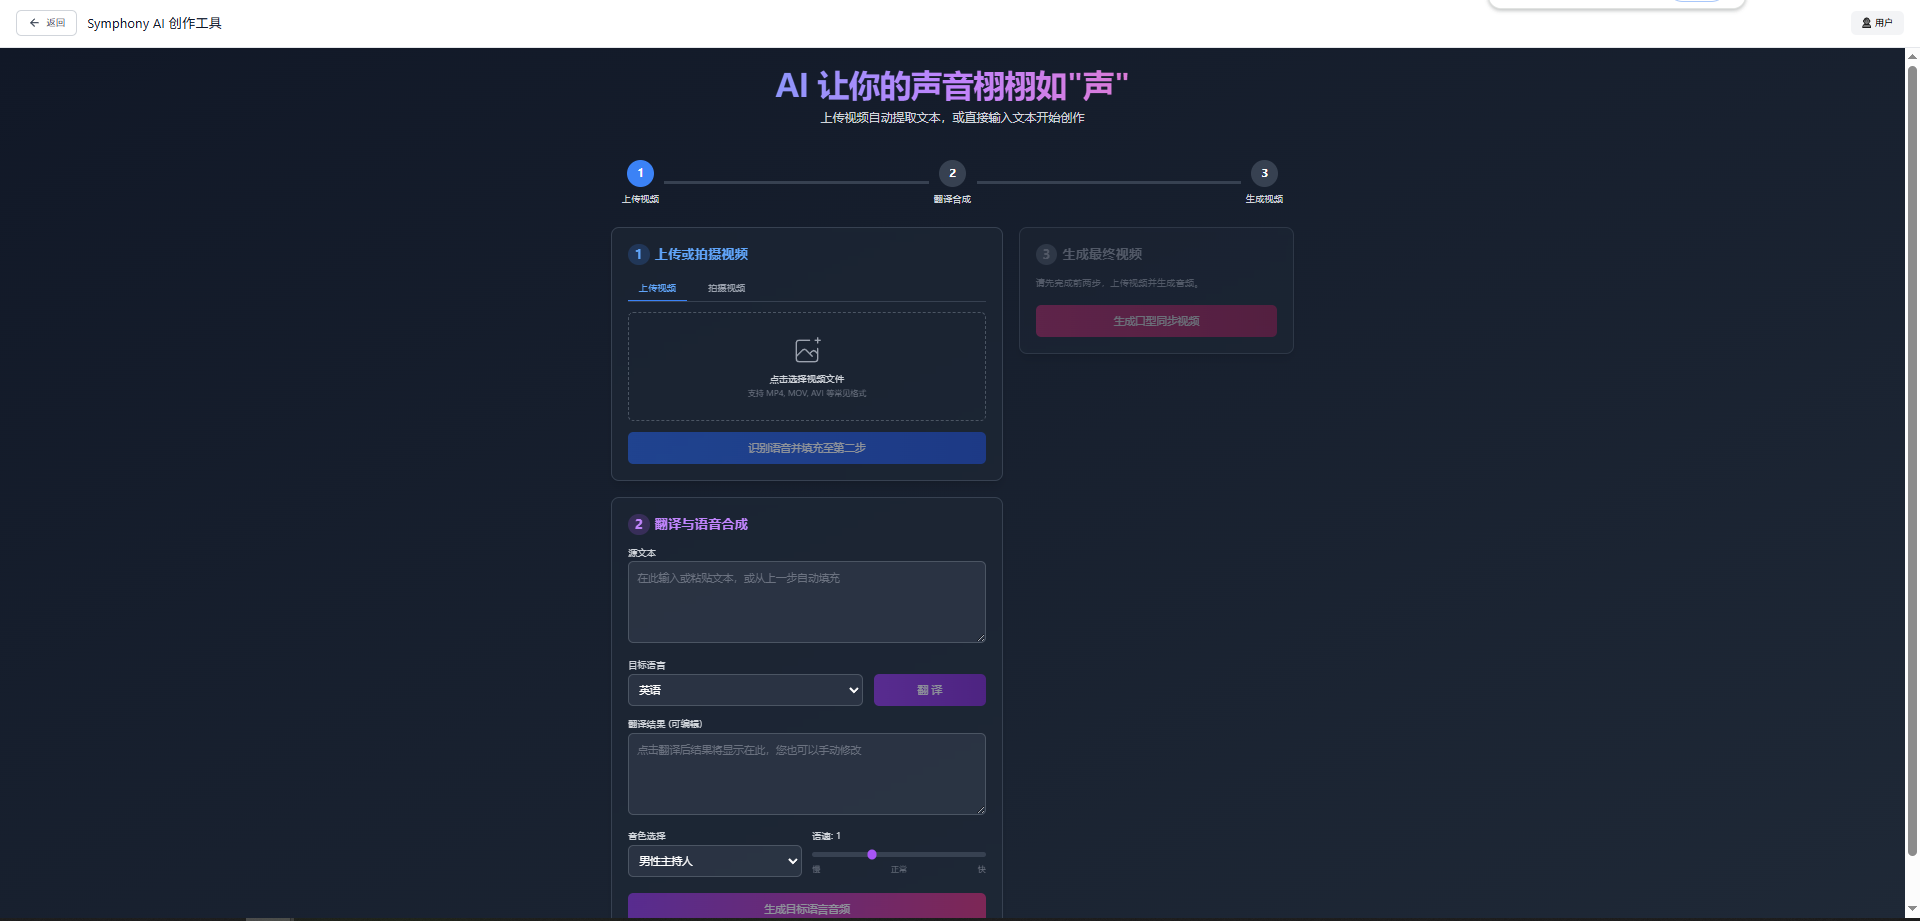 返回
Symphony AI 创作工具
用户
AI 让你的声音栩栩如"声"
上传视频自动提取文本，或直接输入文本开始创作
1
2
3
上传视频
翻译合成
生成视频
1 上传或拍摄视频
上传视频 拍摄视频
点击选择视频文件
支持 MP4, MOV, AVI 等常见格式
识别语音并填充至第二步
3 生成最终视频
请先完成前两步，上传视频并生成音频。
生成口型同步视频
2 翻译与语音合成
源文本
在此输入或粘贴文本，或从上一步自动填充
目标语言
英语
翻 译
翻译结果 (可编辑)
点击翻译后结果将显示在此，您也可以手动修改
音色选择
男性主持人
语速: 1
慢 正常 快
生成目标语言音频